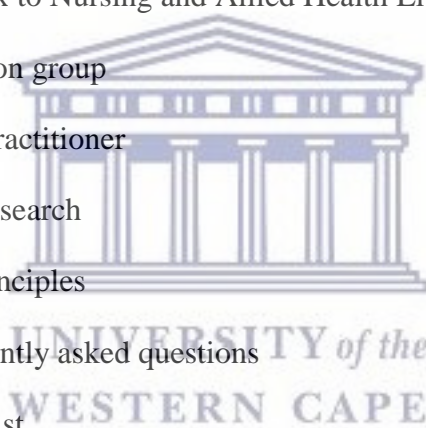 x to Nursing and Allied Health Li
on group
ractitioner
search
nciples
ntly asked questions
UNIVERSITY of the
WESTERN CAPE
st